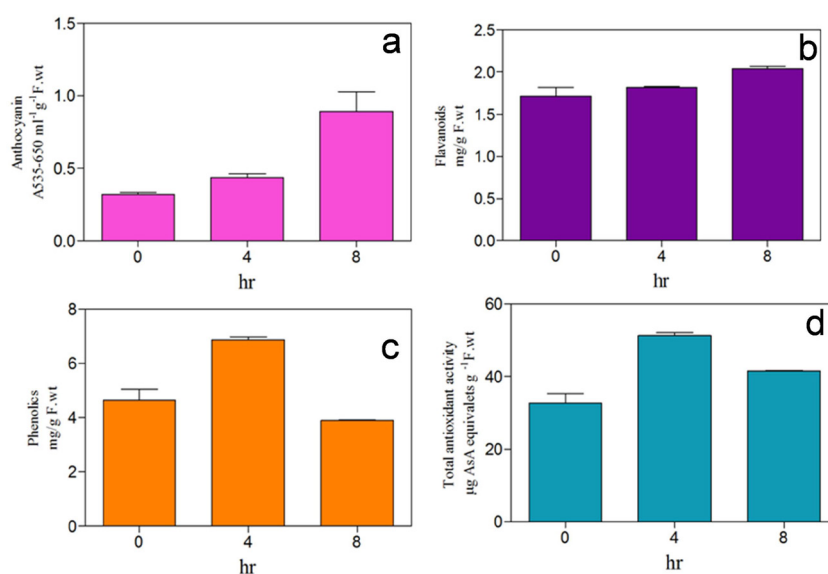 a
1.5
1.0
0.5
0.0
Anthocyanin
A535-650 ml⁻¹g⁻¹F.wt
0 4 8
hr
b
2.5
2.0
1.5
1.0
0.5
0.0
Flavanoids
mg/g F.wt
0 4 8
hr
c
8
6
4
2
0
Phenolics
mg/g F.wt
0 4 8
hr
d
60
40
20
0
Total antioxidant activity
µg AsA equivalets g ⁻¹F.wt
0 4 8
hr